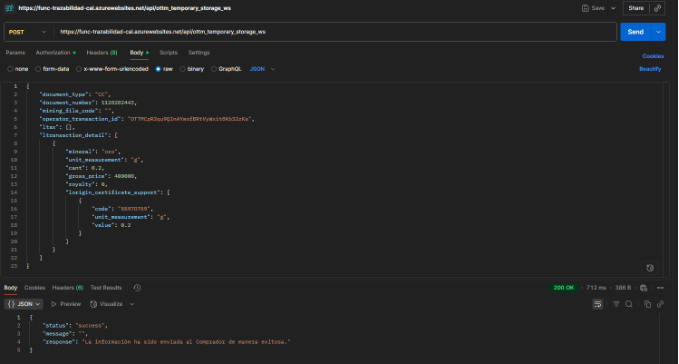 https://func-trazabilidad-cal.azurewebsites.net/api/ottm_temporary_storage_ws
Save
Share
POST
https://func-trazabilidad-cal.azurewebsites.net/api/ottm_temporary_storage_ws
Send
Params
Authorization
Headers (9)
Body
Scripts
Settings
Cookies
none
form-data
x-www-form-urlencoded
raw
binary
GraphQL
JSON
Beautify
1 {
2 "document_type": "CC",
3 "document_number": 1128282443,
4 "mining_file_code": "",
5 "operator_transaction_id":
6 "ltax": [],
7 "ltransaction_detail": [
8 {
9 "mineral": "oro",
10 "unit_measurement": "g",
11 "cant": 0.2,
12 "gross_price": 480000,
13 "royalty": 0,
14 "lorigin_certificate_support": [
15 {
16 "code": "58970789",
17 "unit_measurement": "g",
18 "value": 0.2
19 }
20 ]
21 }
22 ]
23 }
Body
Cookies
Headers (6)
Test Results
200 OK
712 ms
386 B
{} JSON
Preview
Visualize
1 {
2 "status": "success",
3 "message": "",
4 "response": "La información ha sido enviada al Comprador de manera exitosa."
5 }